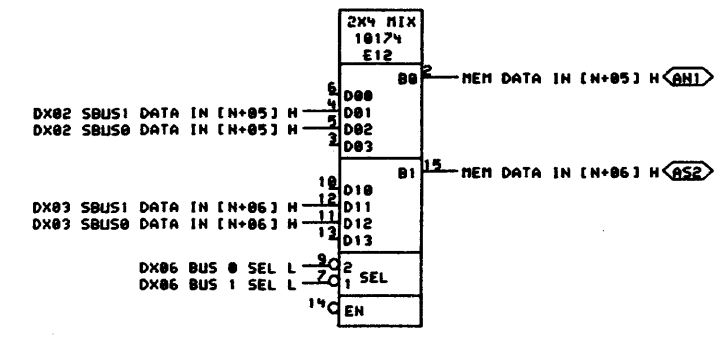 2X4 MIX
10174
E12
B0 2 MEM DATA IN [N+05] H AH1
6 D00
DX02 SBUS1 DATA IN [N+05] H 4 D01
DX02 SBUS0 DATA IN [N+05] H 5 D02
3 D03
B1 15 MEM DATA IN [N+06] H AS2
10 D10
DX03 SBUS1 DATA IN [N+06] H 12 D11
DX03 SBUS0 DATA IN [N+06] H 11 D12
13 D13
DX06 BUS 0 SEL L 9 2
SEL
DX06 BUS 1 SEL L 7 1
14 EN